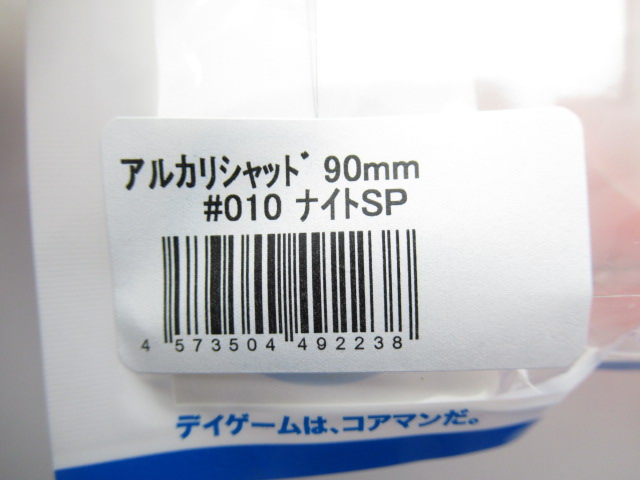 アルカリシャッド 90mm
#010 ナイトSP
4 573504 492238
デイゲームは、コアマンだ。